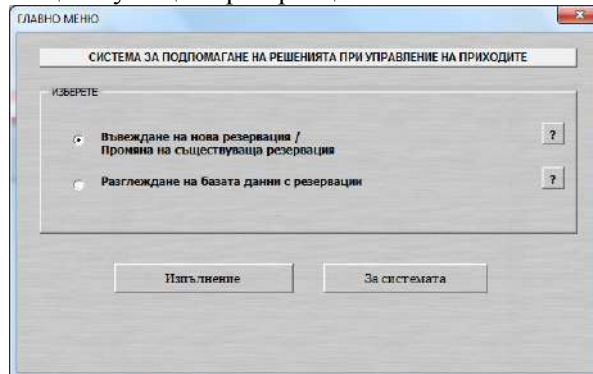 ГЛАВНО МЕНЮ
СИСТЕМА ЗА ПОДПОМАГАНЕ НА РЕШЕНИЯТА ПРИ УПРАВЛЕНИЕ НА ПРИХОДИТЕ
ИЗБЕРЕТЕ
Въвеждане на нова резервация /
Промяна на съществуваща резервация
?
Разглеждане на базата данни с резервации
?
Изпълнение
За системата